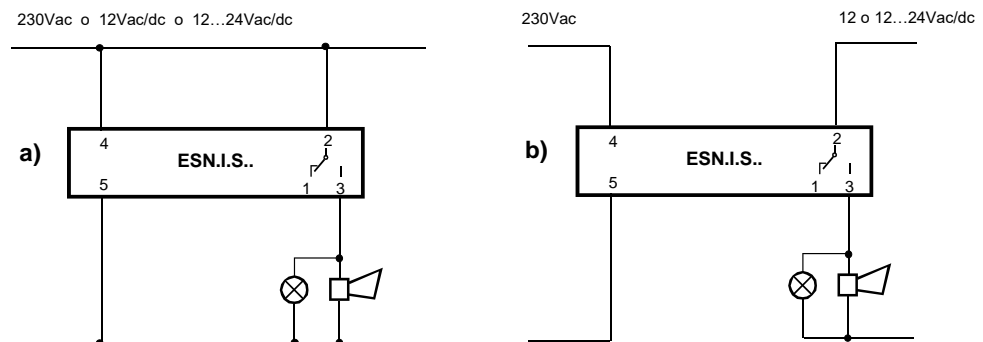 230Vac o 12Vac/dc o 12...24Vac/dc
a)
4
2
ESN.I.S..
5
1
3
230Vac
12 o 12...24Vac/dc
b)
4
2
ESN.I.S..
5
1
3